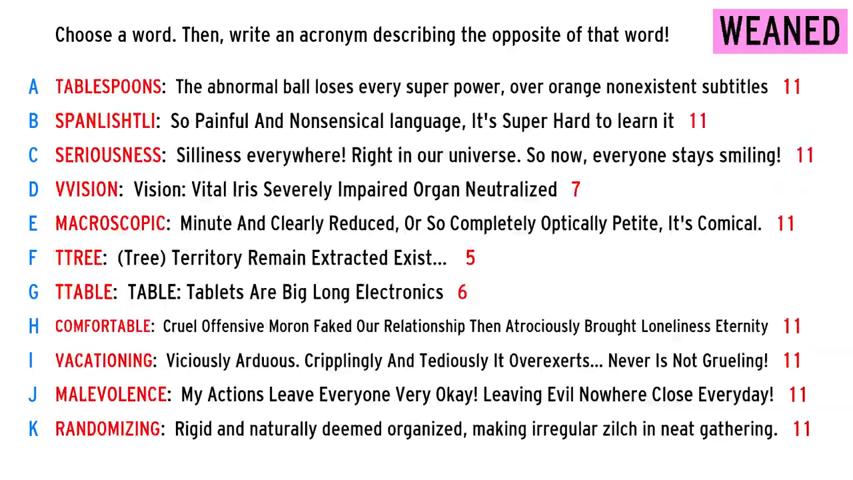 Choose a word. Then, write an acronym describing the opposite of that word!
WEANED
A TABLESPOONS: The abnormal ball loses every super power, over orange nonexistent subtitles 11
B SPANLISHTLI: So Painful And Nonsensical language, It's Super Hard to learn it 11
C SERIOUSNESS: Silliness everywhere! Right in our universe. So now, everyone stays smiling! 11
D VVISION: Vision: Vital Iris Severely Impaired Organ Neutralized 7
E MACROSCOPIC: Minute And Clearly Reduced, Or So Completely Optically Petite, It's Comical. 11
F TTREE: (Tree) Territory Remain Extracted Exist... 5
G TTABLE: TABLE: Tablets Are Big Long Electronics 6
H COMFORTABLE: Cruel Offensive Moron Faked Our Relationship Then Atrociously Brought Loneliness Eternity 11
I VACATIONING: Viciously Arduous. Cripplingly And Tediously It Overexerts... Never Is Not Grueling! 11
J MALEVOLENCE: My Actions Leave Everyone Very Okay! Leaving Evil Nowhere Close Everyday! 11
K RANDOMIZING: Rigid and naturally deemed organized, making irregular zilch in neat gathering. 11